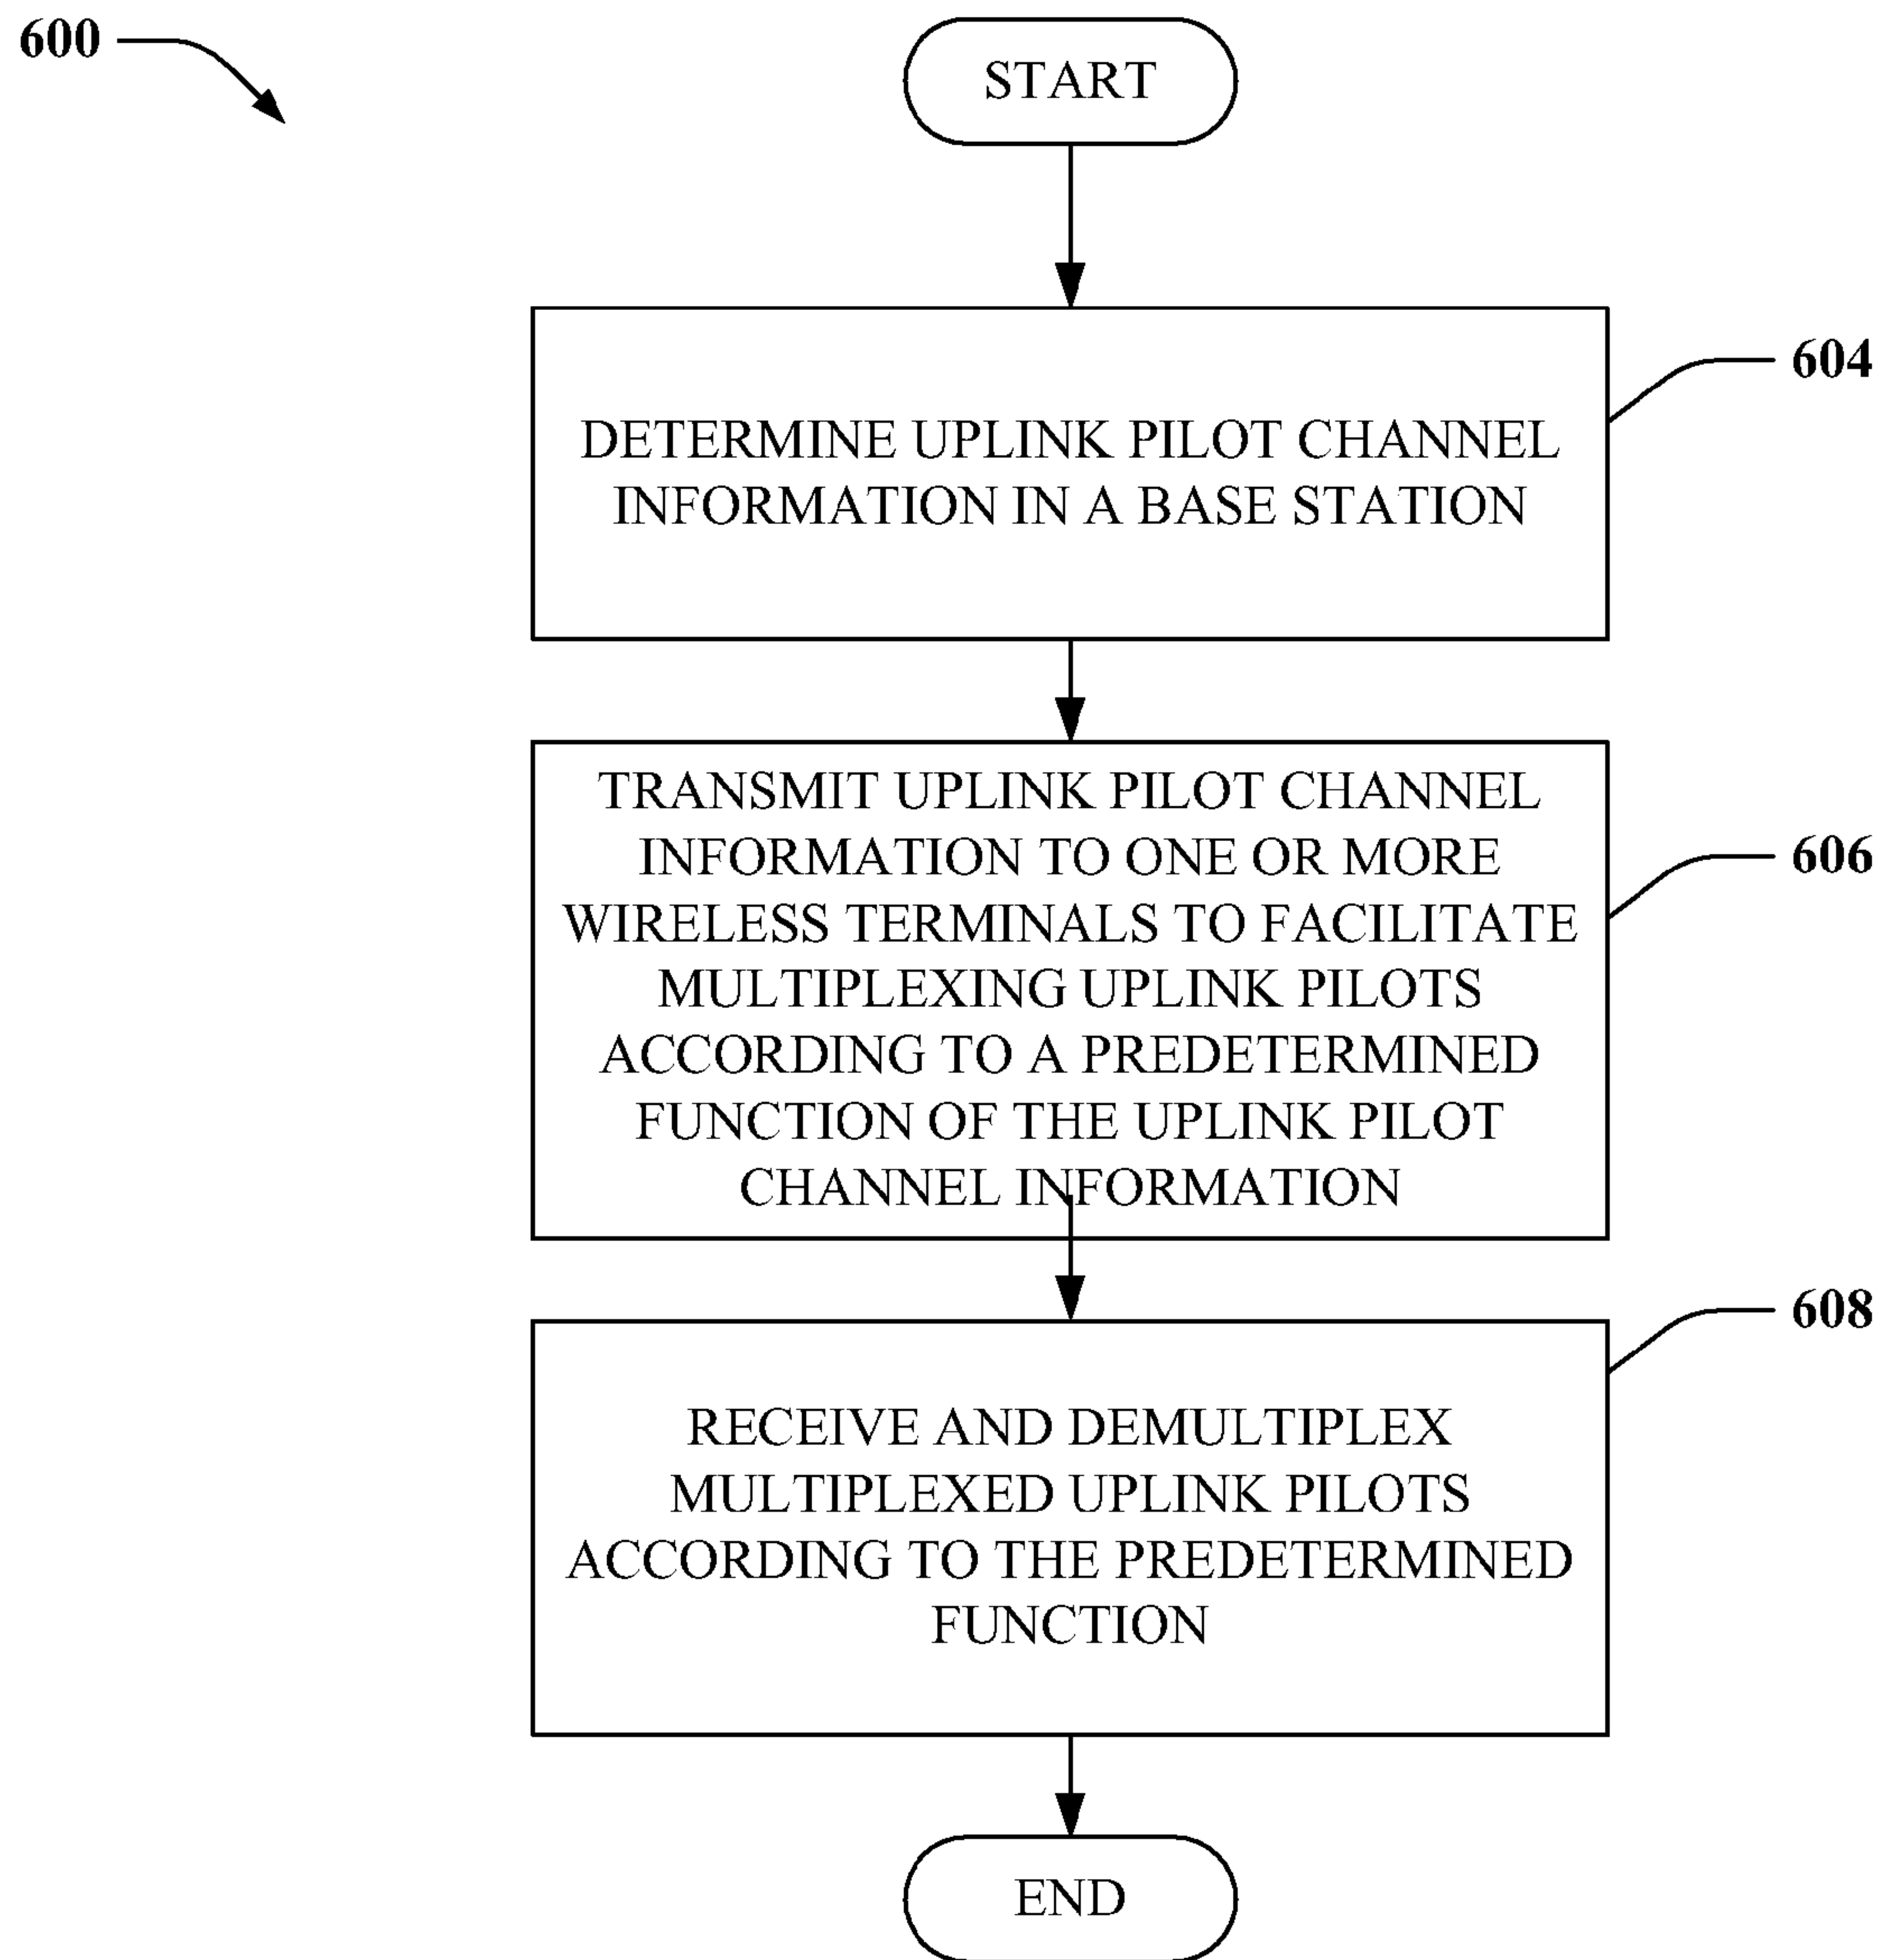 600
START
604
DETERMINE UPLINK PILOT CHANNEL
INFORMATION IN A BASE STATION
606
TRANSMIT UPLINK PILOT CHANNEL
INFORMATION TO ONE OR MORE
WIRELESS TERMINALS TO FACILITATE
MULTIPLEXING UPLINK PILOTS
ACCORDING TO A PREDETERMINED
FUNCTION OF THE UPLINK PILOT
CHANNEL INFORMATION
608
RECEIVE AND DEMULTIPLEX
MULTIPLEXED UPLINK PILOTS
ACCORDING TO THE PREDETERMINED
FUNCTION
END